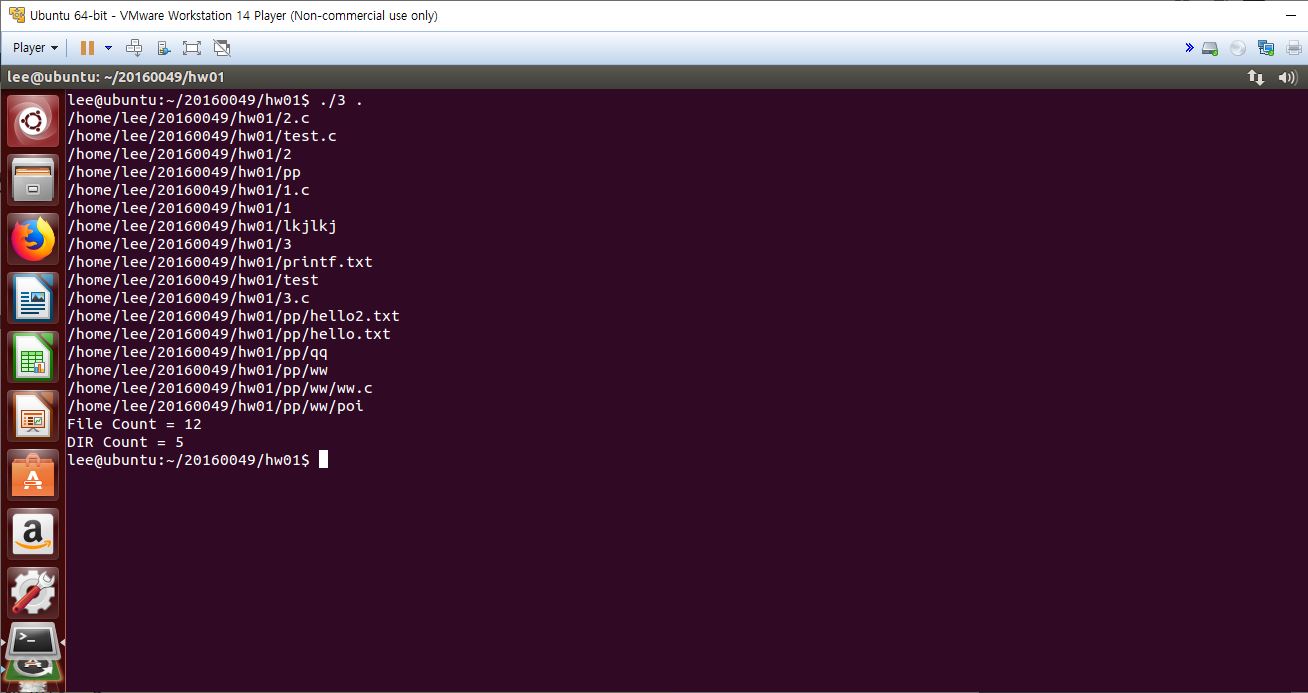 Ubuntu 64-bit - VMware Workstation 14 Player (Non-commercial use only)
Player
lee@ubuntu: ~/20160049/hw01
lee@ubuntu:~/20160049/hw01$ ./3 .
/home/lee/20160049/hw01/2.c
/home/lee/20160049/hw01/test.c
/home/lee/20160049/hw01/2
/home/lee/20160049/hw01/pp
/home/lee/20160049/hw01/1.c
/home/lee/20160049/hw01/1
/home/lee/20160049/hw01/lkjlkj
/home/lee/20160049/hw01/3
/home/lee/20160049/hw01/printf.txt
/home/lee/20160049/hw01/test
/home/lee/20160049/hw01/3.c
/home/lee/20160049/hw01/pp/hello2.txt
/home/lee/20160049/hw01/pp/hello.txt
/home/lee/20160049/hw01/pp/qq
/home/lee/20160049/hw01/pp/ww
/home/lee/20160049/hw01/pp/ww/ww.c
/home/lee/20160049/hw01/pp/ww/poi
File Count = 12
DIR Count = 5
lee@ubuntu:~/20160049/hw01$